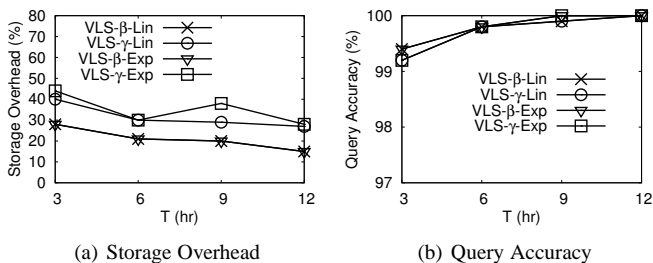 80
70
60
50
40
30
20
10
0
Storage Overhead (%)
VLS-β-Lin
VLS-γ-Lin
VLS-β-Exp
VLS-γ-Exp
3 6 9 12
T (hr)
(a) Storage Overhead
100
99
98
97
Query Accuracy (%)
VLS-β-Lin
VLS-γ-Lin
VLS-β-Exp
VLS-γ-Exp
3 6 9 12
T (hr)
(b) Query Accuracy